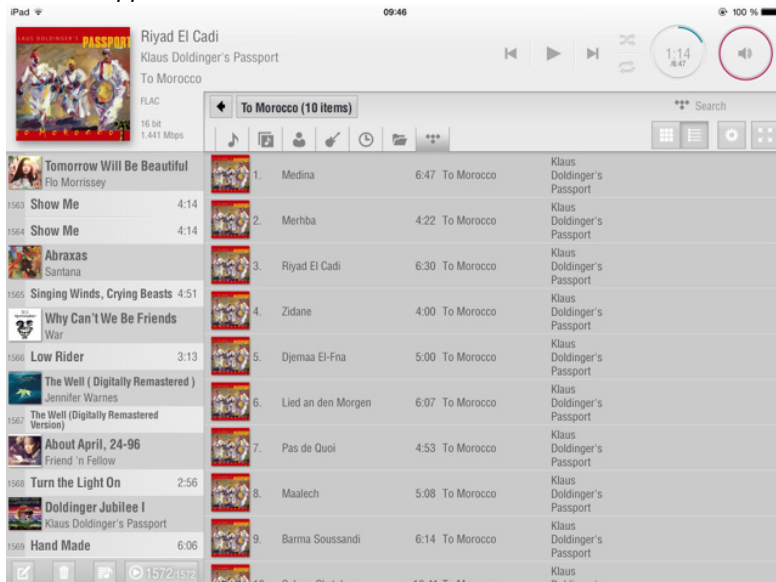 iPad
09:46
100 %
KLAUS DOLDINGER'S PASSPORT
to Morocco
Riyad El Cadi
Klaus Doldinger's Passport
To Morocco
FLAC
16 bit
1.441 Mbps
1:14
/6:47
To Morocco (10 items)
Search
Tomorrow Will Be Beautiful
Flo Morrissey
1563 Show Me 4:14
1564 Show Me 4:14
Abraxas
Santana
1565 Singing Winds, Crying Beasts 4:51
Why Can't We Be Friends
War
1566 Low Rider 3:13
The Well ( Digitally Remastered )
Jennifer Warnes
1567 The Well (Digitally Remastered
Version)
About April, 24-96
Friend 'n Fellow
1568 Turn the Light On 2:56
Doldinger Jubilee I
Klaus Doldinger's Passport
1569 Hand Made 6:06
1572/1572
1. Medina 6:47 To Morocco Klaus
Doldinger's
Passport
2. Merhba 4:22 To Morocco Klaus
Doldinger's
Passport
3. Riyad El Cadi 6:30 To Morocco Klaus
Doldinger's
Passport
4. Zidane 4:00 To Morocco Klaus
Doldinger's
Passport
5. Djemaa El-Fna 5:00 To Morocco Klaus
Doldinger's
Passport
6. Lied an den Morgen 6:07 To Morocco Klaus
Doldinger's
Passport
7. Pas de Quoi 4:53 To Morocco Klaus
Doldinger's
Passport
8. Maalech 5:08 To Morocco Klaus
Doldinger's
Passport
9. Barma Soussandi 6:14 To Morocco Klaus
Doldinger's
Passport
Klaus